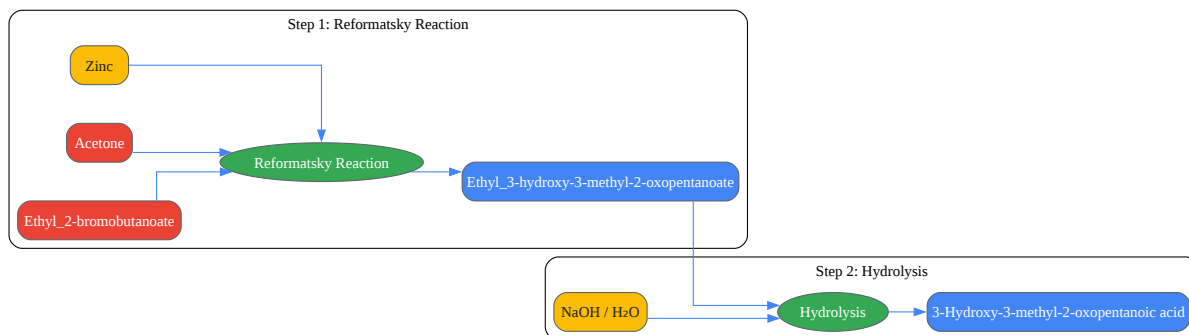 Step 1: Reformatsky Reaction
Zinc
Acetone
Reformatsky Reaction
Ethyl_3-hydroxy-3-methyl-2-oxopentanoate
Ethyl_2-bromobutanoate
Step 2: Hydrolysis
NaOH / H₂O
Hydrolysis
3-Hydroxy-3-methyl-2-oxopentanoic acid